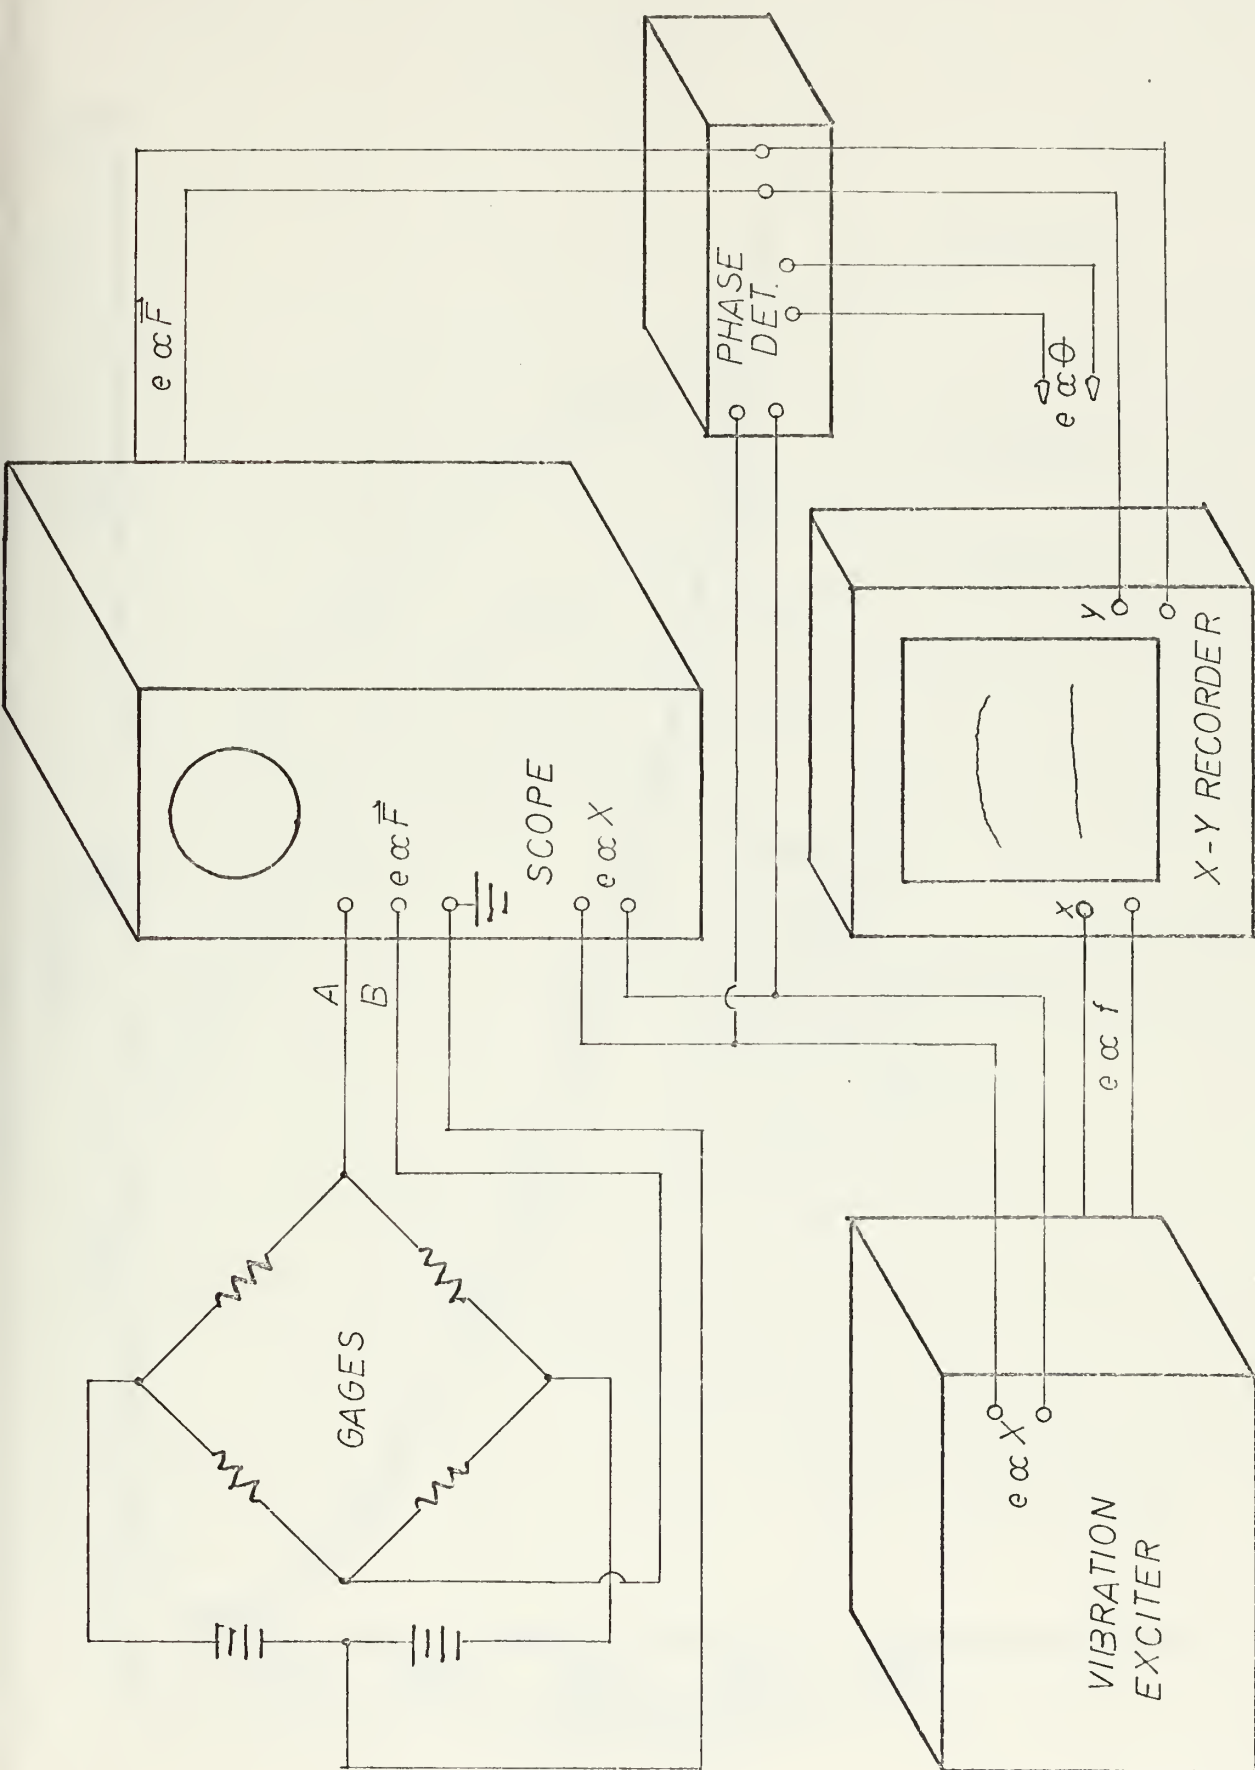 GAGES
A
B
e ∝ F⃗
SCOPE
e ∝ X
e ∝ F⃗
PHASE
DET.
e ∝ θ
VIBRATION
EXCITER
e ∝ X
e ∝ f
X
Y
X-Y RECORDER